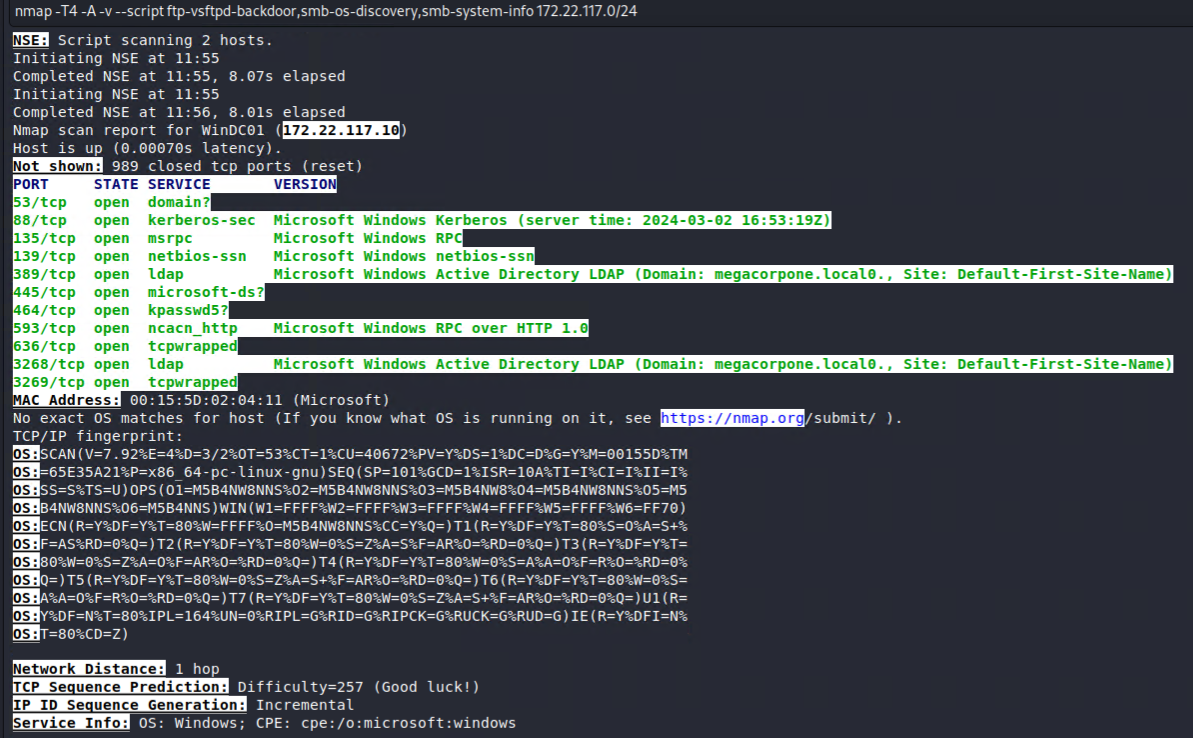 nmap -T4 -A -v --script ftp-vsftpd-backdoor,smb-os-discovery,smb-system-info 172.22.117.0/24
NSE: Script scanning 2 hosts.
Initiating NSE at 11:55
Completed NSE at 11:55, 8.07s elapsed
Initiating NSE at 11:55
Completed NSE at 11:56, 8.01s elapsed
Nmap scan report for WinDC01 (172.22.117.10)
Host is up (0.00070s latency).
Not shown: 989 closed tcp ports (reset)
PORT     STATE SERVICE       VERSION
53/tcp   open  domain?
88/tcp   open  kerberos-sec  Microsoft Windows Kerberos (server time: 2024-03-02 16:53:19Z)
135/tcp  open  msrpc         Microsoft Windows RPC
139/tcp  open  netbios-ssn   Microsoft Windows netbios-ssn
389/tcp  open  ldap          Microsoft Windows Active Directory LDAP (Domain: megacorpone.local0., Site: Default-First-Site-Name)
445/tcp  open  microsoft-ds?
464/tcp  open  kpasswd5?
593/tcp  open  ncacn_http    Microsoft Windows RPC over HTTP 1.0
636/tcp  open  tcpwrapped
3268/tcp open  ldap          Microsoft Windows Active Directory LDAP (Domain: megacorpone.local0., Site: Default-First-Site-Name)
3269/tcp open  tcpwrapped
MAC Address: 00:15:5D:02:04:11 (Microsoft)
No exact OS matches for host (If you know what OS is running on it, see https://nmap.org/submit/ ).
TCP/IP fingerprint:
OS:SCAN(V=7.92%E=4%D=3/2%OT=53%CT=1%CU=40672%PV=Y%DS=1%DC=D%G=Y%M=00155D%TM
OS:=65E35A21%P=x86_64-pc-linux-gnu)SEQ(SP=101%GCD=1%ISR=10A%TI=I%CI=I%II=I%
OS:SS=S%TS=U)OPS(O1=M5B4NW8NNS%O2=M5B4NW8NNS%O3=M5B4NW8%O4=M5B4NW8NNS%O5=M5
OS:B4NW8NNS%O6=M5B4NNS)WIN(W1=FFFF%W2=FFFF%W3=FFFF%W4=FFFF%W5=FFFF%W6=FF70)
OS:ECN(R=Y%DF=Y%T=80%W=FFFF%O=M5B4NW8NNS%CC=Y%Q=)T1(R=Y%DF=Y%T=80%S=O%A=S+%
OS:F=AS%RD=0%Q=)T2(R=Y%DF=Y%T=80%W=0%S=Z%A=S%F=AR%O=%RD=0%Q=)T3(R=Y%DF=Y%T=
OS:80%W=0%S=Z%A=O%F=AR%O=%RD=0%Q=)T4(R=Y%DF=Y%T=80%W=0%S=A%A=O%F=R%O=%RD=0%
OS:Q=)T5(R=Y%DF=Y%T=80%W=0%S=Z%A=S+%F=AR%O=%RD=0%Q=)T6(R=Y%DF=Y%T=80%W=0%S=
OS:A%A=O%F=R%O=%RD=0%Q=)T7(R=Y%DF=Y%T=80%W=0%S=Z%A=S+%F=AR%O=%RD=0%Q=)U1(R=
OS:Y%DF=N%T=80%IPL=164%UN=0%RIPL=G%RID=G%RIPCK=G%RUCK=G%RUD=G)IE(R=Y%DFI=N%
OS:T=80%CD=Z)
Network Distance: 1 hop
TCP Sequence Prediction: Difficulty=257 (Good luck!)
IP ID Sequence Generation: Incremental
Service Info: OS: Windows; CPE: cpe:/o:microsoft:windows